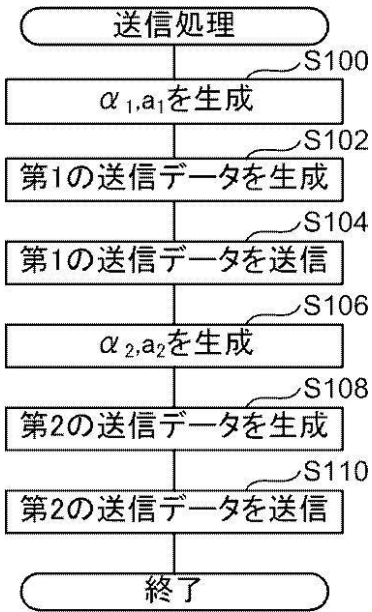 送信処理
S100
α₁,a₁を生成
S102
第1の送信データを生成
S104
第1の送信データを送信
S106
α₂,a₂を生成
S108
第2の送信データを生成
S110
第2の送信データを送信
終了